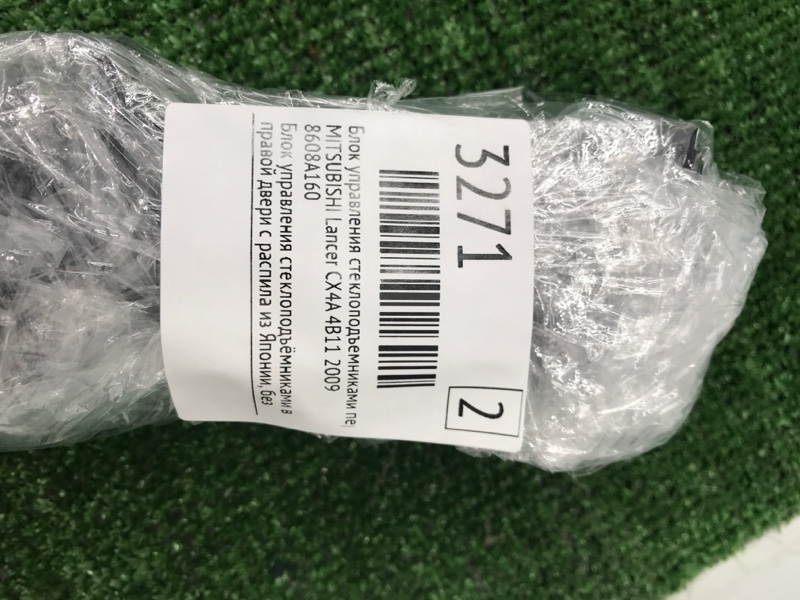 3271
2
Блок управления стеклоподъемниками пе
MITSUBISHI Lancer CX4A 4B11 2009
8608A160
Блок управления стеклоподъёмниками в
правой двери с распила из Японии, без